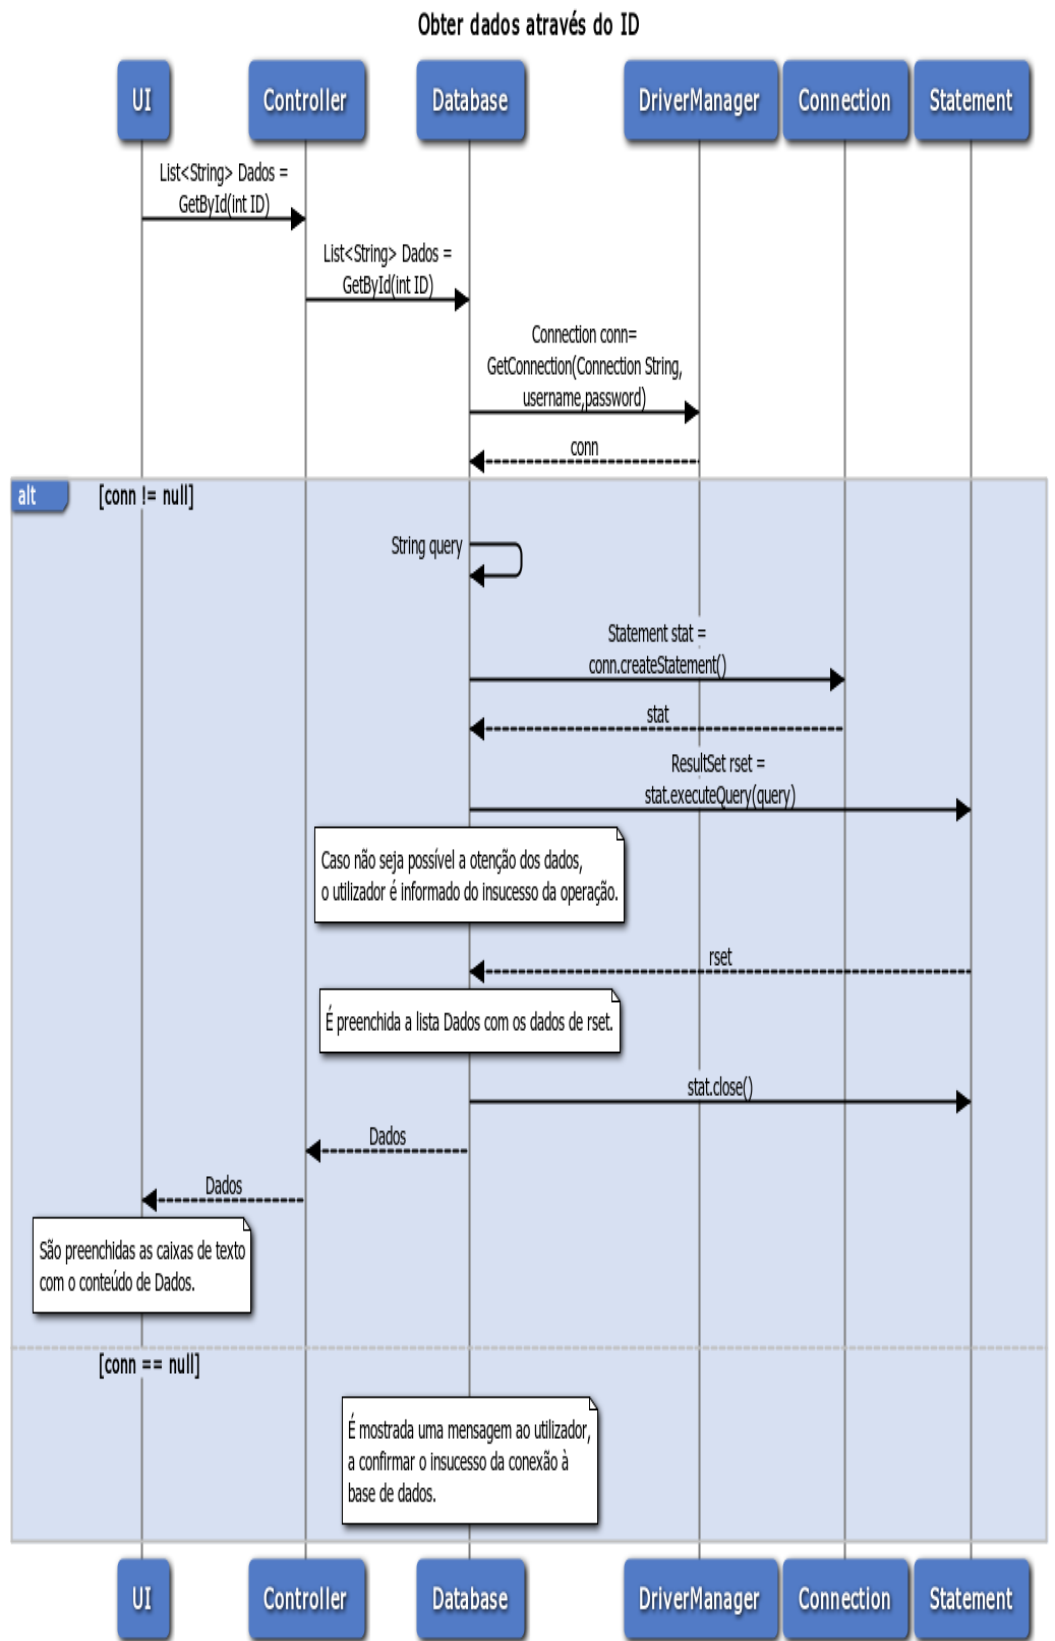 Obter dados através do ID
UI
Controller
Database
DriverManager
Connection
Statement
List<String> Dados =
GetById(int ID)
List<String> Dados =
GetById(int ID)
Connection conn=
GetConnection(Connection String,
username,password)
conn
alt
[conn != null]
String query
Statement stat =
conn.createStatement()
stat
ResultSet rset =
stat.executeQuery(query)
Caso não seja possível a otenção dos dados,
o utilizador é informado do insucesso da operação.
rset
É preenchida a lista Dados com os dados de rset.
stat.close()
Dados
Dados
São preenchidas as caixas de texto
com o conteúdo de Dados.
[conn == null]
É mostrada uma mensagem ao utilizador,
a confirmar o insucesso da conexão à
base de dados.
UI
Controller
Database
DriverManager
Connection
Statement